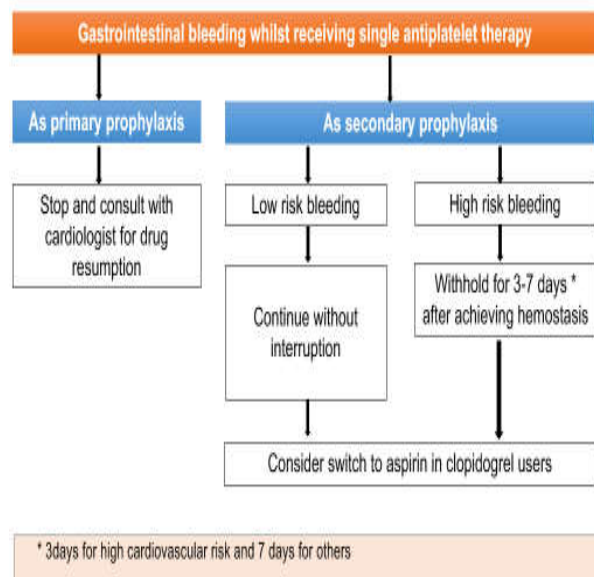 Gastrointestinal bleeding whilst receiving single antiplatelet therapy
As primary prophylaxis
As secondary prophylaxis
Stop and consult with
cardiologist for drug
resumption
Low risk bleeding
High risk bleeding
Continue without
interruption
Withhold for 3-7 days *
after achieving hemostasis
Consider switch to aspirin in clopidogrel users
* 3days for high cardiovascular risk and 7 days for others